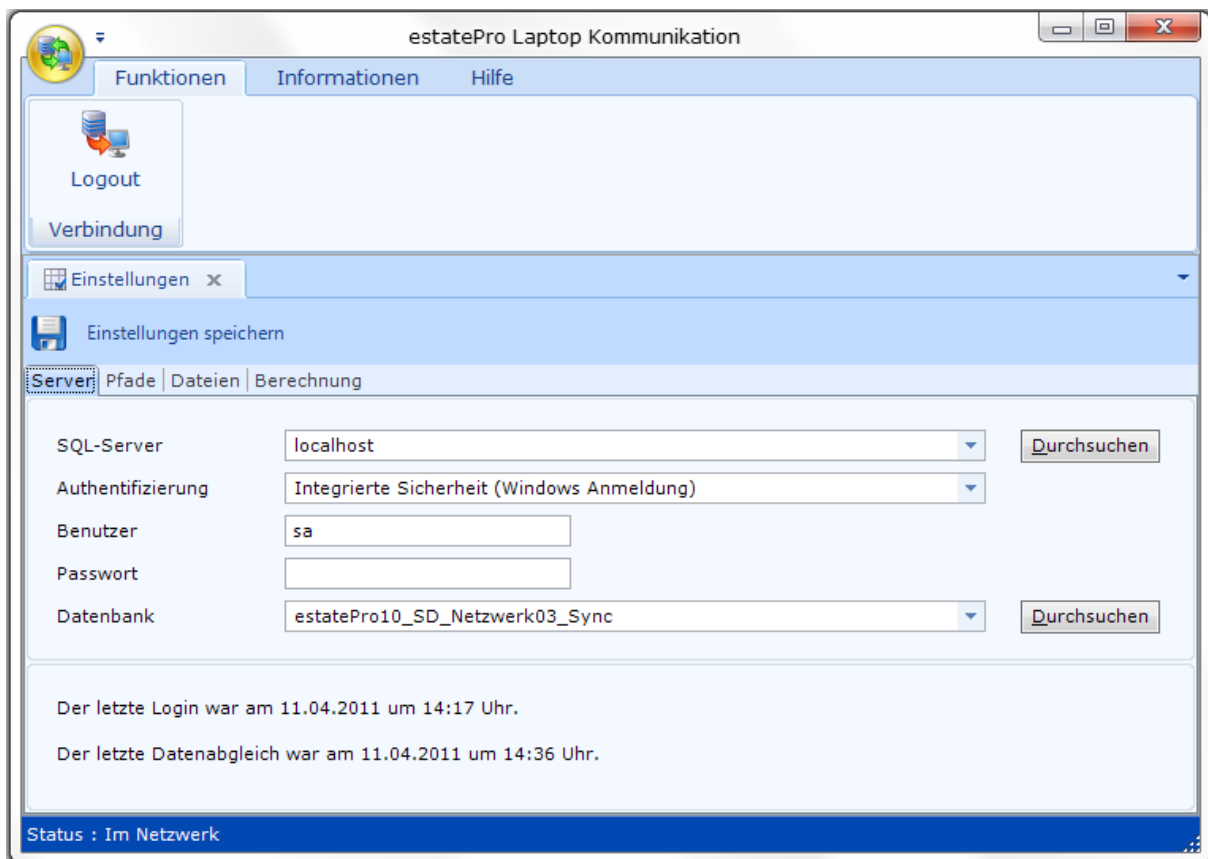 estatePro Laptop Kommunikation
Funktionen Informationen Hilfe
Logout
Verbindung
Einstellungen
Einstellungen speichern
Server Pfade Dateien Berechnung
SQL-Server localhost Durchsuchen
Authentifizierung Integrierte Sicherheit (Windows Anmeldung)
Benutzer sa
Passwort
Datenbank estatePro10_SD_Netzwerk03_Sync Durchsuchen
Der letzte Login war am 11.04.2011 um 14:17 Uhr.
Der letzte Datenabgleich war am 11.04.2011 um 14:36 Uhr.
Status : Im Netzwerk